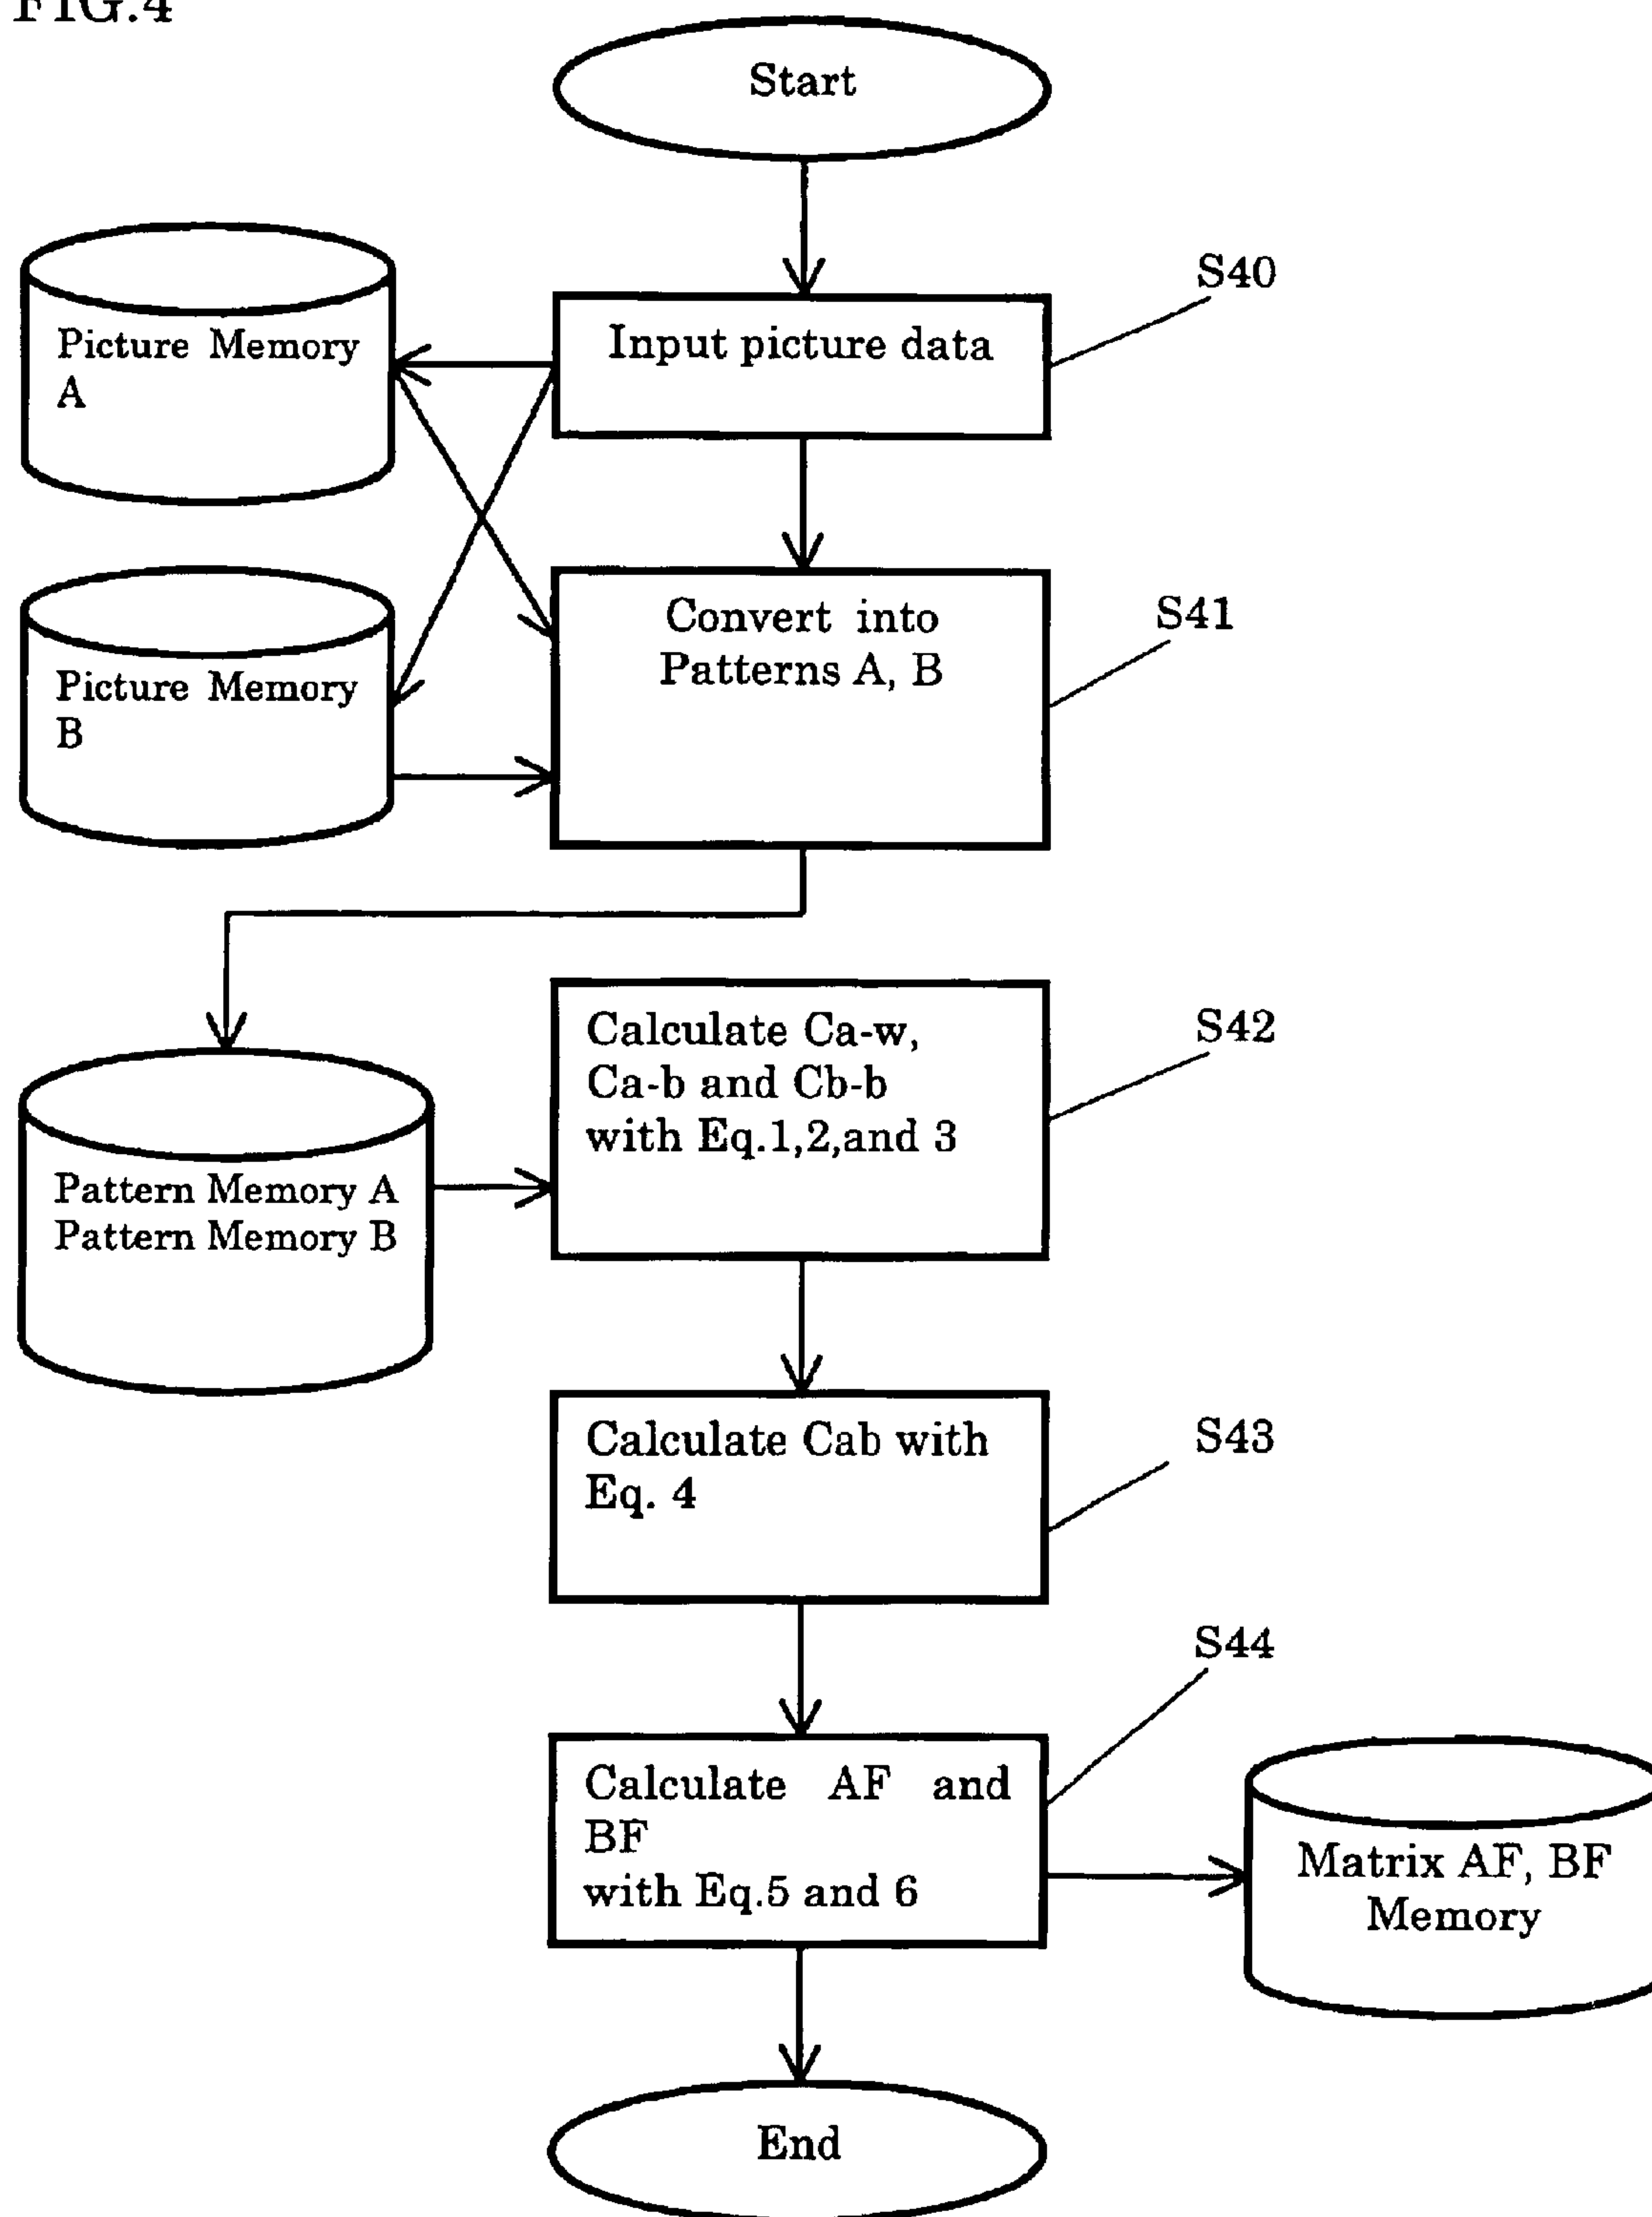 FIG.4
Start
S40
Input picture data
Picture Memory
A
S41
Convert into
Patterns A, B
Picture Memory
B
S42
Calculate Ca-w,
Ca-b and Cb-b
with Eq.1,2,and 3
Pattern Memory A
Pattern Memory B
S43
Calculate Cab with
Eq. 4
S44
Calculate AF and
BF
with Eq.5 and 6
Matrix AF, BF
Memory
End